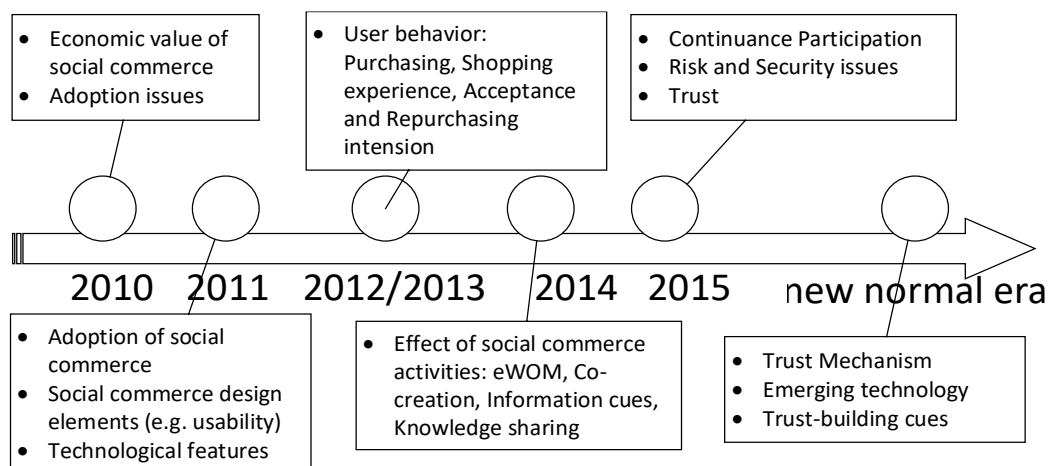 • Economic value of
social commerce
• Adoption issues
• User behavior:
Purchasing, Shopping
experience, Acceptance
and Repurchasing
intension
• Continuance Participation
• Risk and Security issues
• Trust
2010
2011
2012/2013
2014
2015
new normal era
• Adoption of social
commerce
• Social commerce design
elements (e.g. usability)
• Technological features
• Effect of social commerce
activities: eWOM, Co-
creation, Information cues,
Knowledge sharing
• Trust Mechanism
• Emerging technology
• Trust-building cues